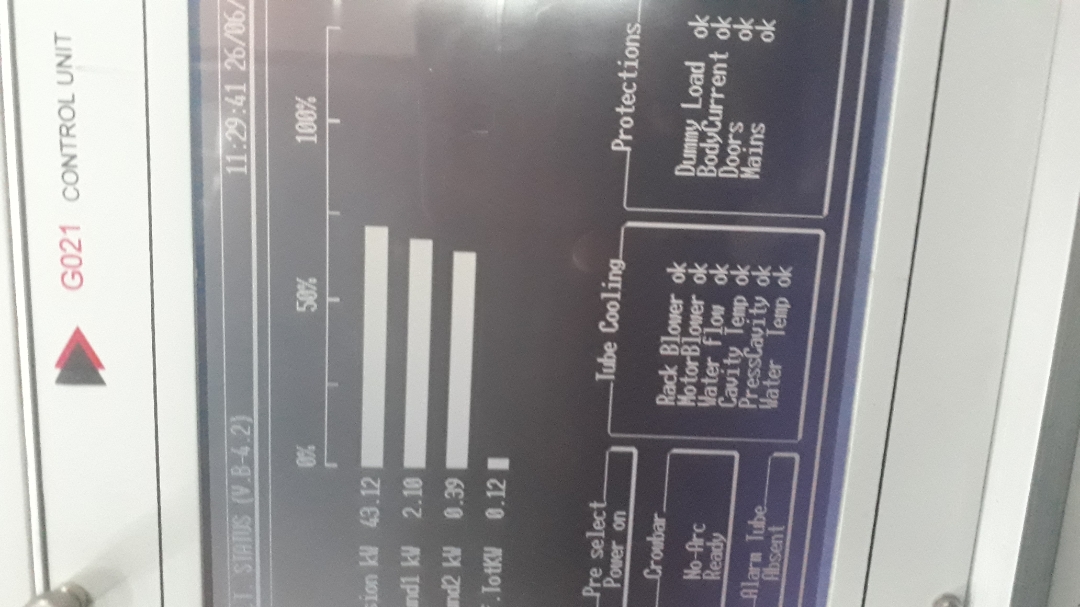 G021 CONTROL UNIT
.T. STATUS (V.B-4.2) 11:29:41 26/06/
0% 50% 100%
sion kW 43.12
und1 kW 2.10
und2 kW 0.39
.TotKW 0.12
Pre select
Power on
Crowbar
No-Arc
Ready
Alarm Tube
Absent
Tube Cooling
Rack Blower ok
MotorBlower ok
Water flow ok
Cavity Temp ok
PressCavity ok
Water Temp ok
Protections
Dummy Load ok
BodyCurrent ok
Doors ok
Mains ok